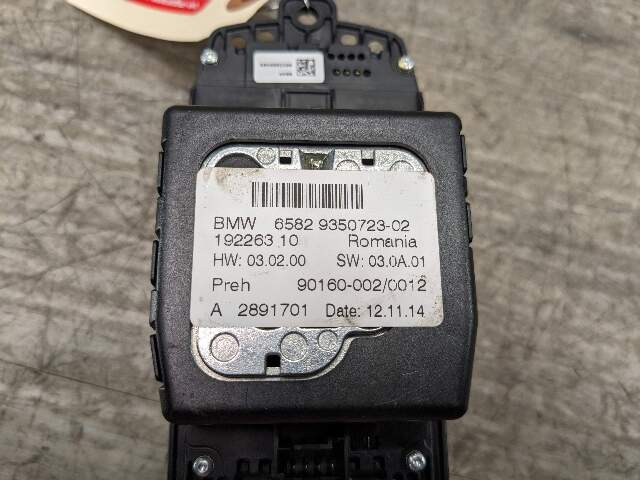 BMW 6582 9350723-02
192263 10 Romania
HW: 03.02.00 SW: 03.0A.01
Preh 90160-002/0012
A 2891701 Date: 12.11.14